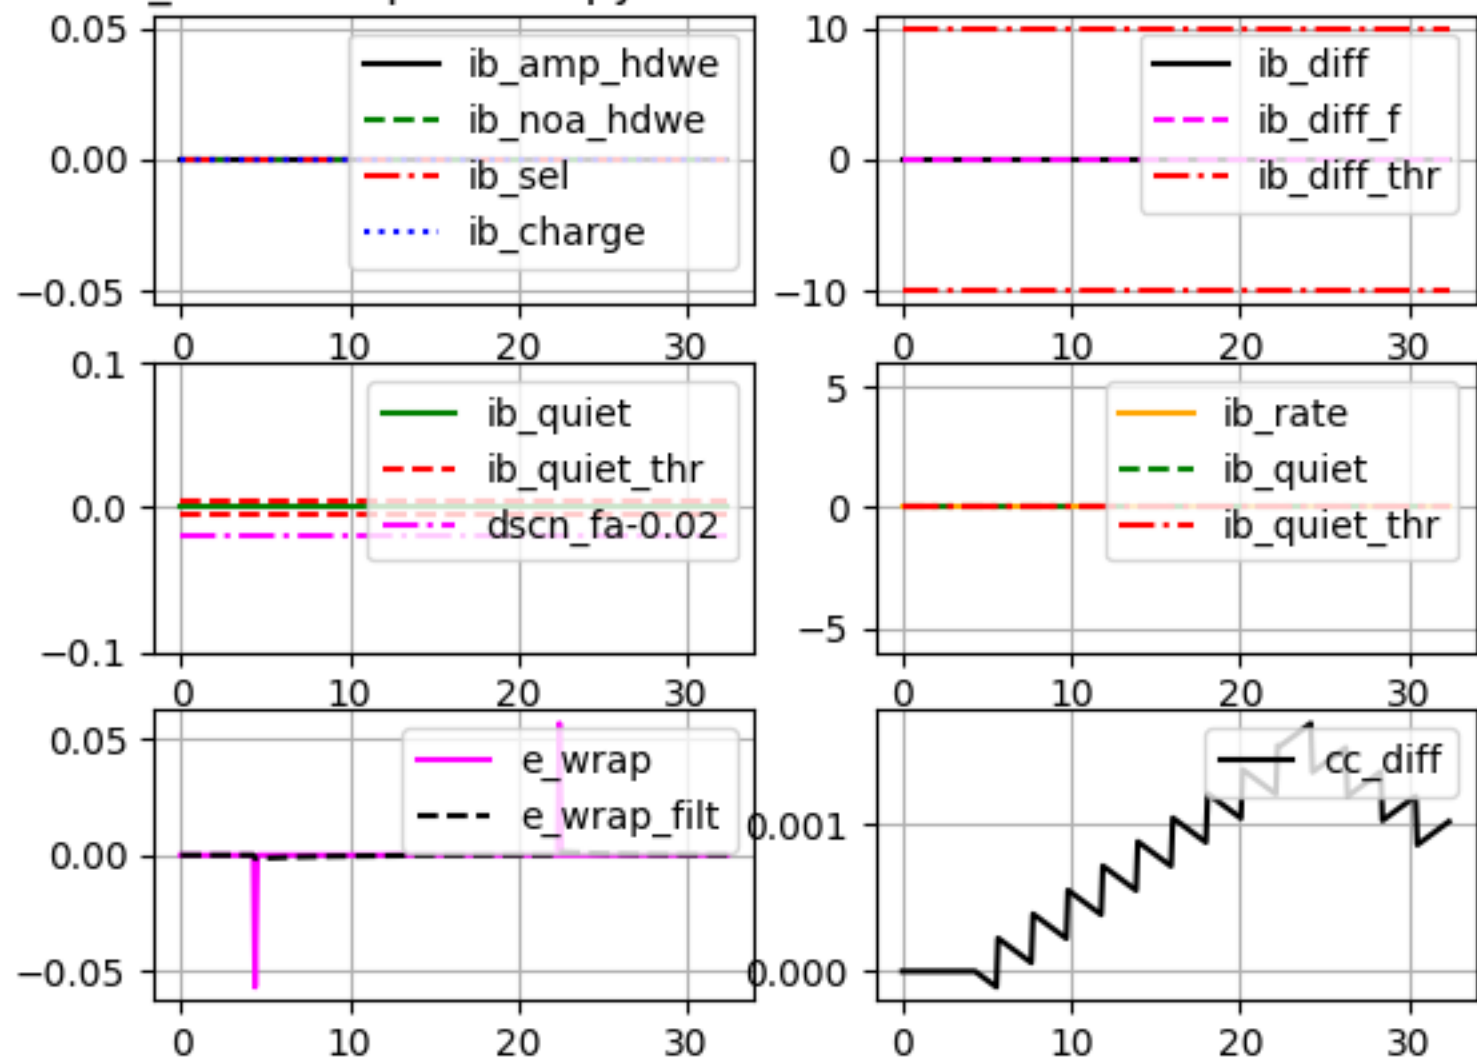 0.05
0.00
−0.05
ib_amp_hdwe
ib_noa_hdwe
ib_sel
ib_charge
0 10 20 30
10
0
−10
ib_diff
ib_diff_f
ib_diff_thr
0 10 20 30
0.1
0.0
−0.1
ib_quiet
ib_quiet_thr
dscn_fa-0.02
0 10 20 30
5
0
−5
ib_rate
ib_quiet
ib_quiet_thr
0 10 20 30
0.05
0.00
−0.05
e_wrap
e_wrap_filt
0 10 20 30
0.001
0.000
cc_diff
0 10 20 30